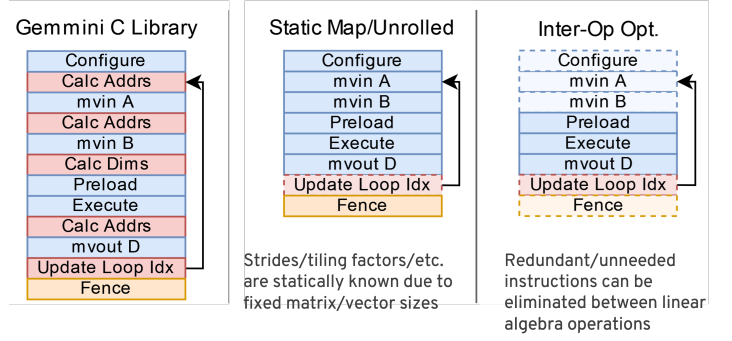 Gemmini C Library
Configure
Calc Addrs
mvin A
Calc Addrs
mvin B
Calc Dims
Preload
Execute
Calc Addrs
mvout D
Update Loop Idx
Fence
Static Map/Unrolled
Configure
mvin A
mvin B
Preload
Execute
mvout D
Update Loop Idx
Fence
Strides/tiling factors/etc.
are statically known due to
fixed matrix/vector sizes
Inter-Op Opt.
Configure
mvin A
mvin B
Preload
Execute
mvout D
Update Loop Idx
Fence
Redundant/unneeded
instructions can be
eliminated between linear
algebra operations